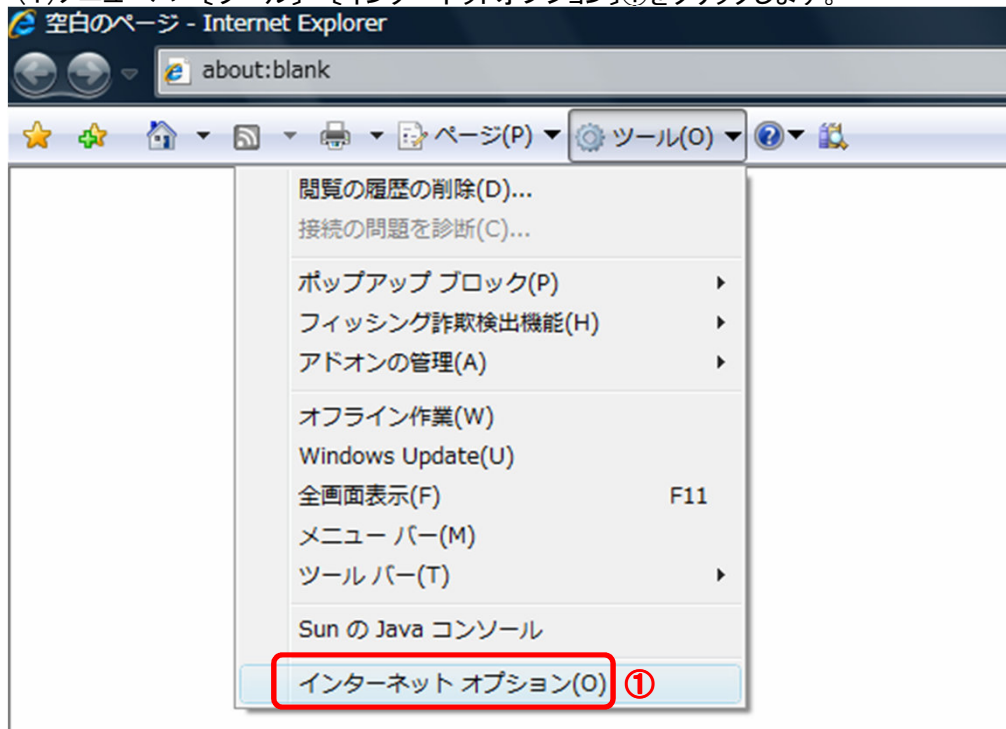 空白のページ - Internet Explorer
about:blank
ページ(P) ツール(O)
閲覧の履歴の削除(D)...
接続の問題を診断(C)...
ポップアップ ブロック(P)
フィッシング詐欺検出機能(H)
アドオンの管理(A)
オフライン作業(W)
Windows Update(U)
全画面表示(F) F11
メニュー バー(M)
ツール バー(T)
Sun の Java コンソール
インターネット オプション(O) ①